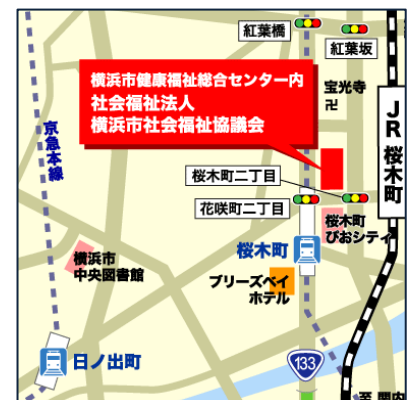 紅葉橋
紅葉坂
横浜市健康福祉総合センター内
社会福祉法人
横浜市社会福祉協議会
宝光寺
卍
JR 桜木町
京急本線
桜木町二丁目
花咲町二丁目
桜木町
ぴおシティ
桜木町
横浜市
中央図書館
ブリーズベイ
ホテル
日ノ出町
133
至 関内